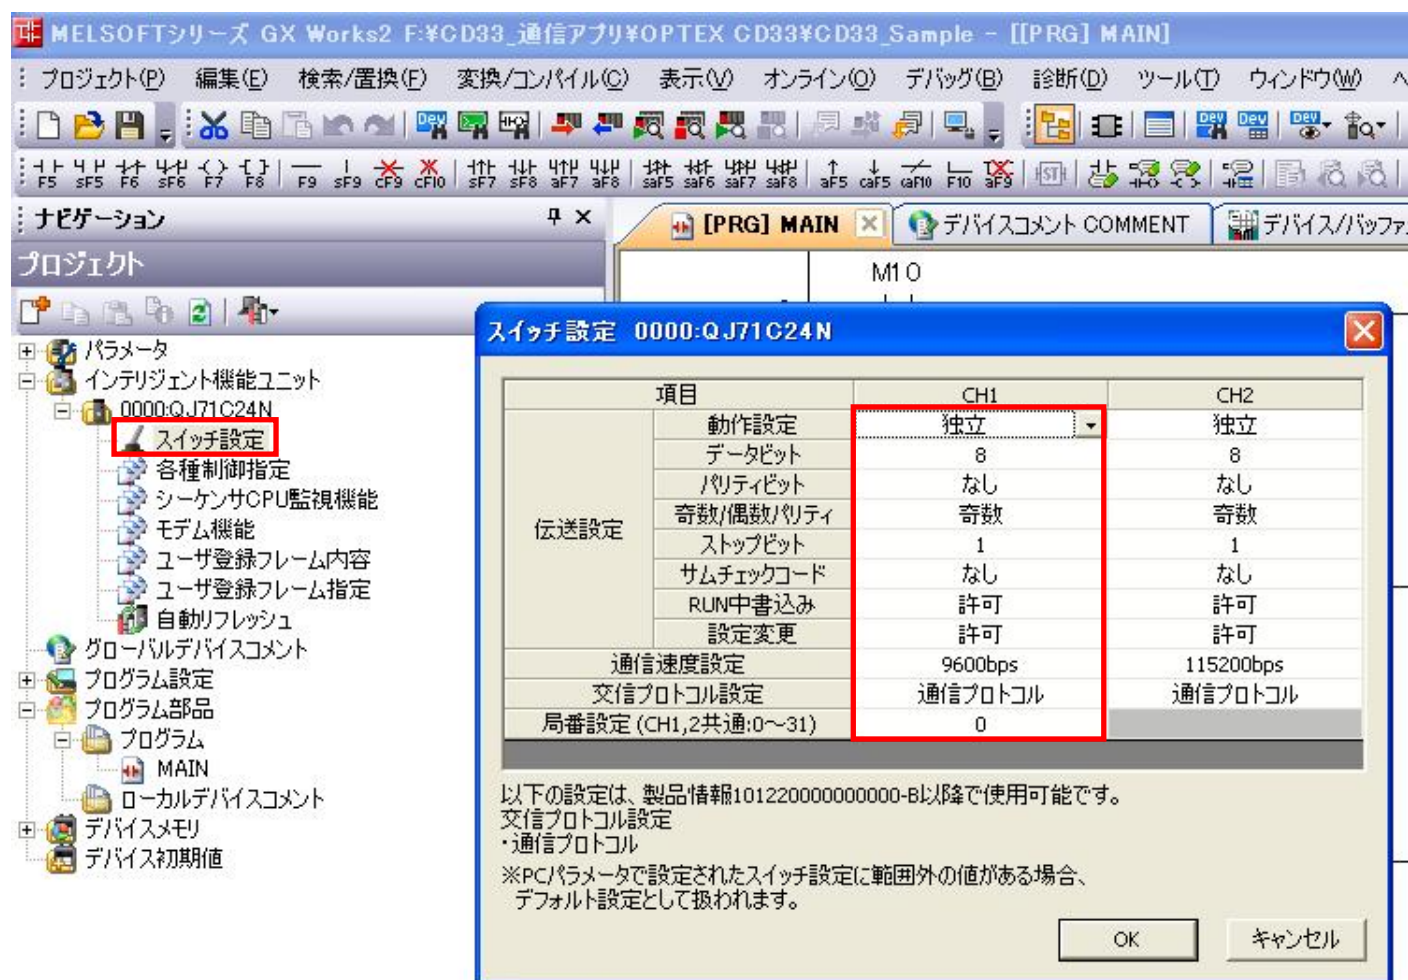 MELSOFTシリーズ GX Works2 F:¥CD33_通信アプリ¥OPTEX CD33¥CD33_Sample - [[PRG] MAIN]
プロジェクト(P) 編集(E) 検索/置換(F) 変換/コンパイル(C) 表示(V) オンライン(O) デバッグ(B) 診断(D) ツール(T) ウィンドウ(W) ヘ
F5 sF5 F6 sF6 F7 F8 F9 sF9 cF9 cF10 sF7 sF8 aF7 aF8 saF5 saF6 saF7 saF8 aF5 caF5 caF10 F10 aF9
ナビゲーション
[PRG] MAIN デバイスコメント COMMENT デバイス/バッファ
プロジェクト
M10
パラメータ
インテリジェント機能ユニット
0000:QJ71C24N
スイッチ設定
各種制御指定
シーケンサCPU監視機能
モデム機能
ユーザ登録フレーム内容
ユーザ登録フレーム指定
自動リフレッシュ
グローバルデバイスコメント
プログラム設定
プログラム部品
プログラム
MAIN
ローカルデバイスコメント
デバイスメモリ
デバイス初期値
スイッチ設定 0000:QJ71C24N
項目 CH1 CH2
伝送設定
動作設定 独立 独立
データビット 8 8
パリティビット なし なし
奇数/偶数パリティ 奇数 奇数
ストップビット 1 1
サムチェックコード なし なし
RUN中書込み 許可 許可
設定変更 許可 許可
通信速度設定 9600bps 115200bps
交信プロトコル設定 通信プロトコル 通信プロトコル
局番設定 (CH1,2共通:0～31) 0
以下の設定は、製品情報101220000000000-B以降で使用可能です。
交信プロトコル設定
・通信プロトコル
※PCパラメータで設定されたスイッチ設定に範囲外の値がある場合、
デフォルト設定として扱われます。
OK キャンセル